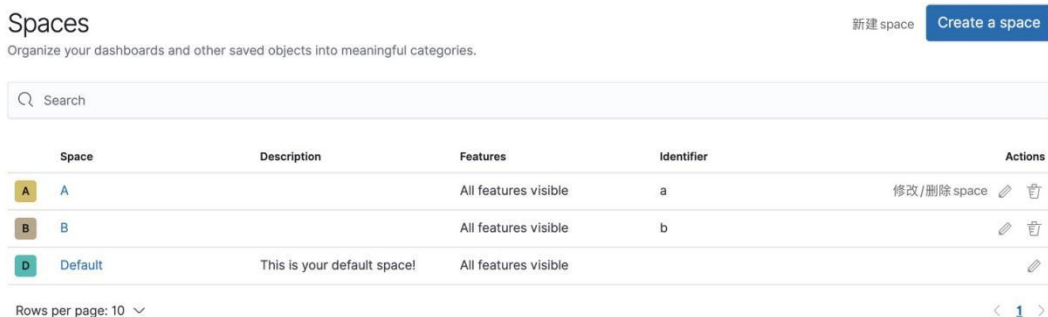 Spaces
新建 space Create a space
Organize your dashboards and other saved objects into meaningful categories.
Search
Space Description Features Identifier Actions
A A All features visible a 修改/删除 space
B B All features visible b
D Default This is your default space! All features visible
Rows per page: 10
1